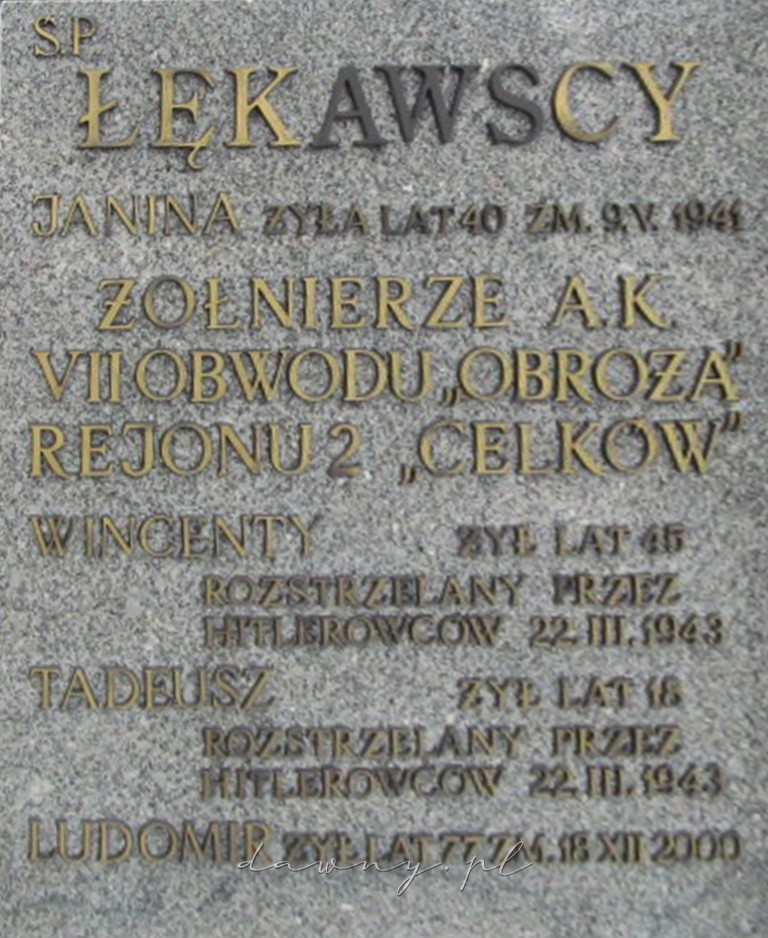 Ś.P.
ŁĘKAWSCY
JANINA ŻYŁA LAT 40 ZM. 9.V. 1941
ŻOŁNIERZE A.K.
VII OBWODU „OBROŻA"
REJONU 2 „CELKÓW"
WINCENTY ŻYŁ LAT 45
ROZSTRZELANY PRZEZ
HITLEROWCÓW 22.III.1943
TADEUSZ ŻYŁ LAT 18
ROZSTRZELANY PRZEZ
HITLEROWCÓW 22.III.1943
LUDOMIR ŻYŁ LAT 77 ZM. 18 XII 2000
dawny.pl